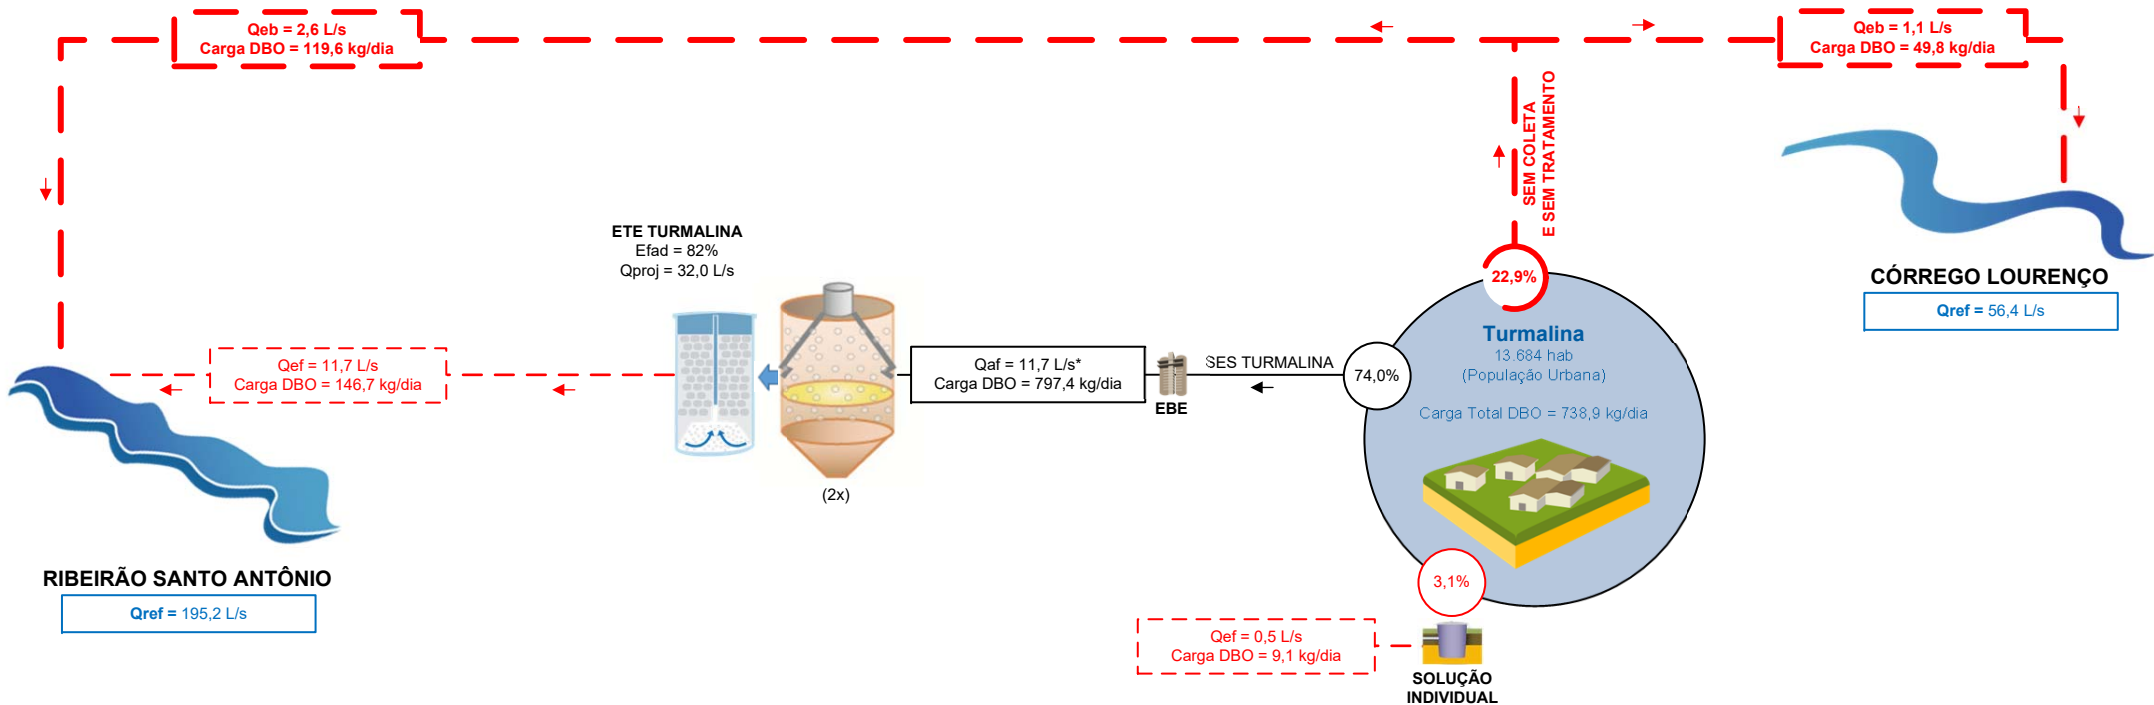 Qeb = 2,6 L/s
Carga DBO = 119,6 kg/dia
Qeb = 1,1 L/s
Carga DBO = 49,8 kg/dia
SEM COLETA
E SEM TRATAMENTO
ETE TURMALINA
Efad = 82%
Qproj = 32,0 L/s
22,9%
CÓRREGO LOURENÇO
Qref = 56,4 L/s
Turmalina
13.684 hab
(População Urbana)
Carga Total DBO = 738,9 kg/dia
Qef = 11,7 L/s
Carga DBO = 146,7 kg/dia
Qaf = 11,7 L/s*
Carga DBO = 797,4 kg/dia
EBE
SES TURMALINA
74,0%
(2x)
RIBEIRÃO SANTO ANTÔNIO
Qref = 195,2 L/s
3,1%
Qef = 0,5 L/s
Carga DBO = 9,1 kg/dia
SOLUÇÃO
INDIVIDUAL